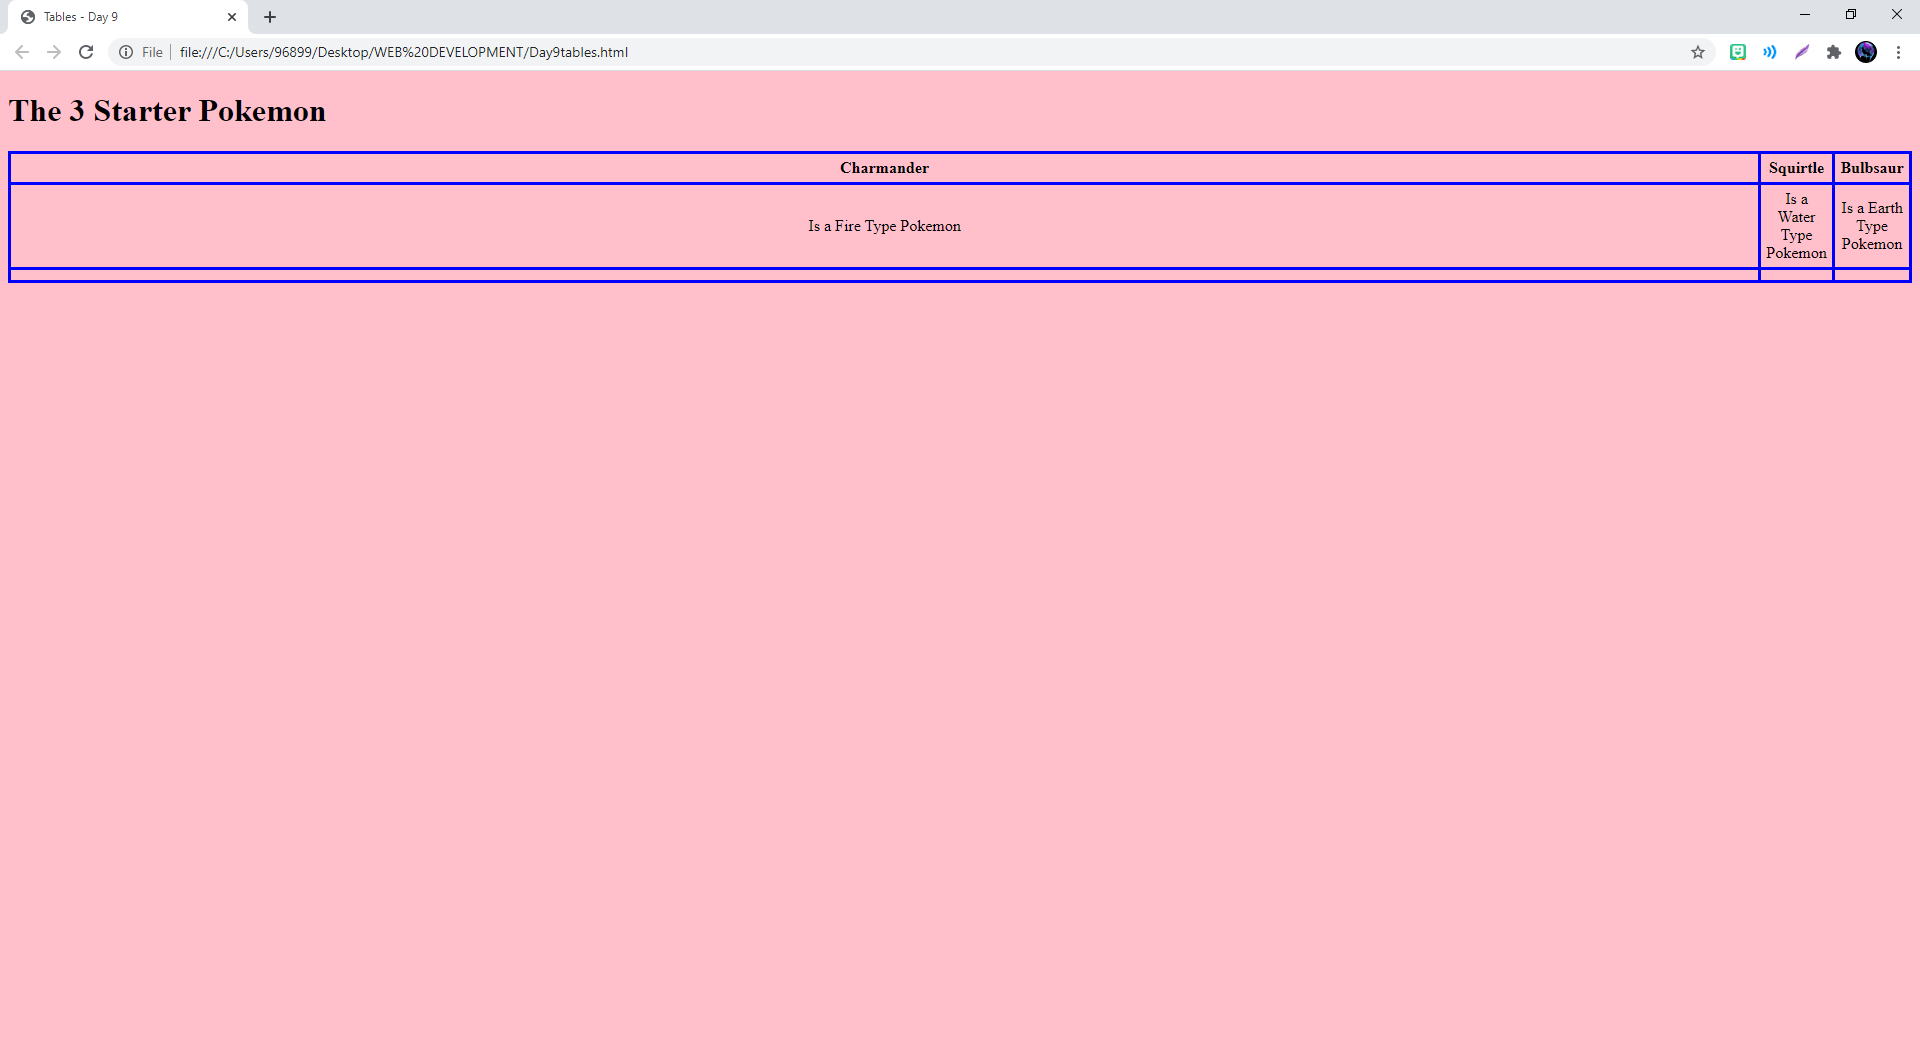 Tables - Day 9
File
file:///C:/Users/96899/Desktop/WEB%20DEVELOPMENT/Day9tables.html
The 3 Starter Pokemon
Charmander Squirtle Bulbsaur
Is a Fire Type Pokemon
Is a
Water
Type
Pokemon
Is a Earth
Type
Pokemon